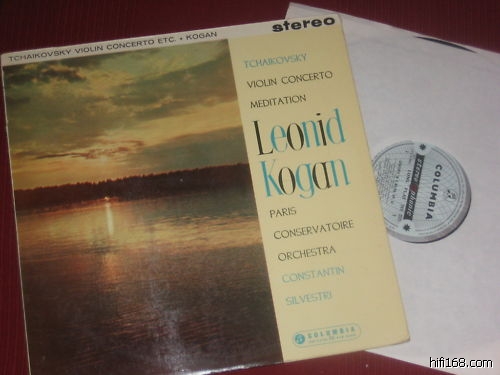 stereo
TCHAIKOVSKY VIOLIN CONCERTO ETC. • KOGAN
TCHAIKOVSKY
VIOLIN CONCERTO
MEDITATION
Leonid
Kogan
PARIS
CONSERVATOIRE
ORCHESTRA
CONSTANTIN
SILVESTRI
COLUMBIA
COLUMBIA
hifi168.com